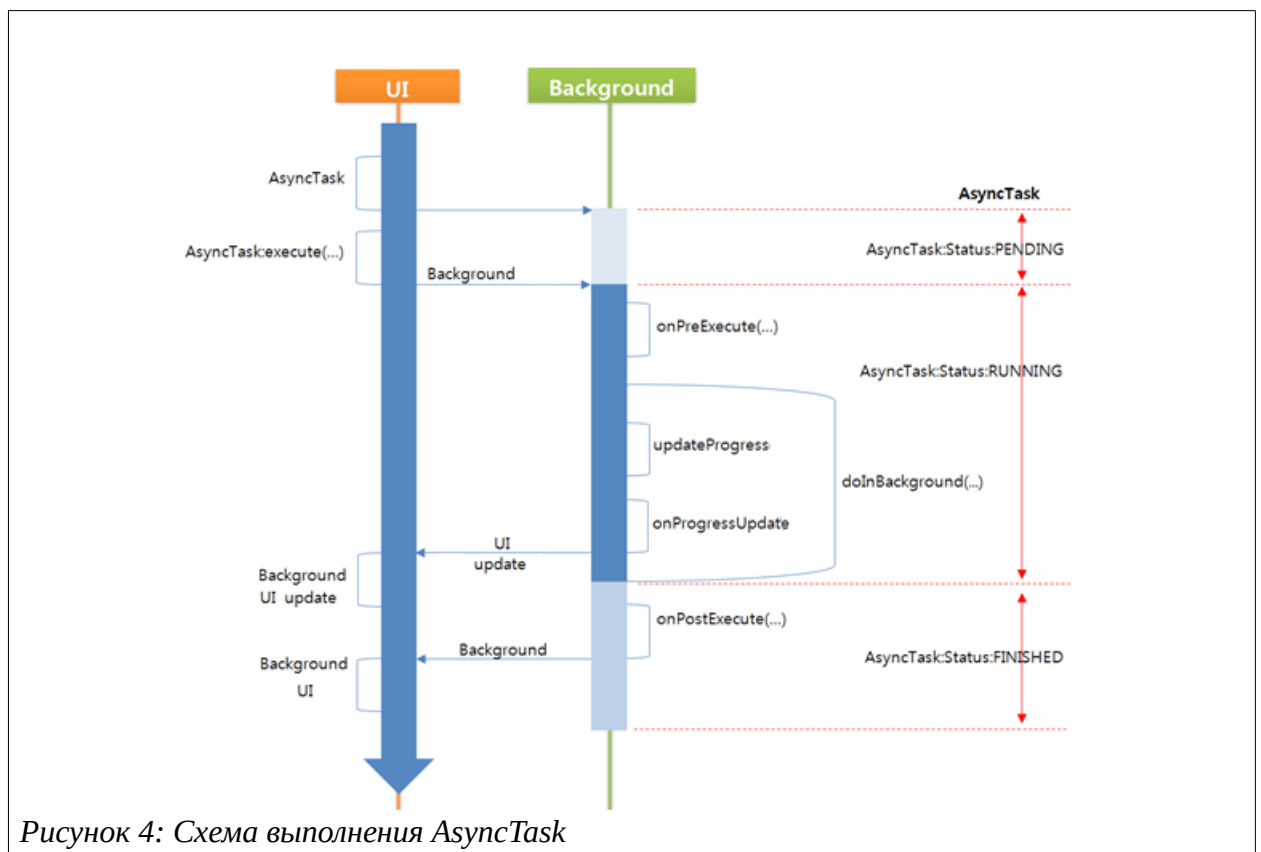 UI
Background
AsyncTask
AsyncTask
AsyncTask:execute(...)
AsyncTask:Status:PENDING
Background
onPreExecute(...)
AsyncTask:Status:RUNNING
updateProgress
doInBackground(...)
onProgressUpdate
UI
update
Background
UI update
onPostExecute(...)
Background
AsyncTask:Status:FINISHED
Background
UI
Рисунок 4: Схема выполнения AsyncTask